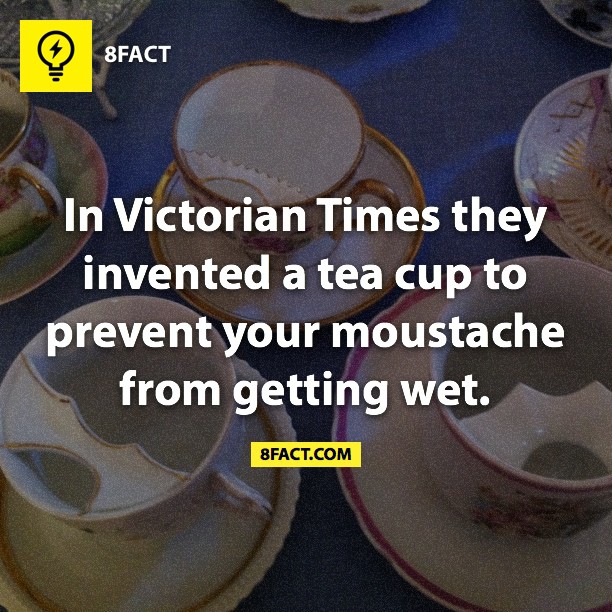 8FACT
In Victorian Times they
invented a tea cup to
prevent your moustache
from getting wet.
8FACT.COM